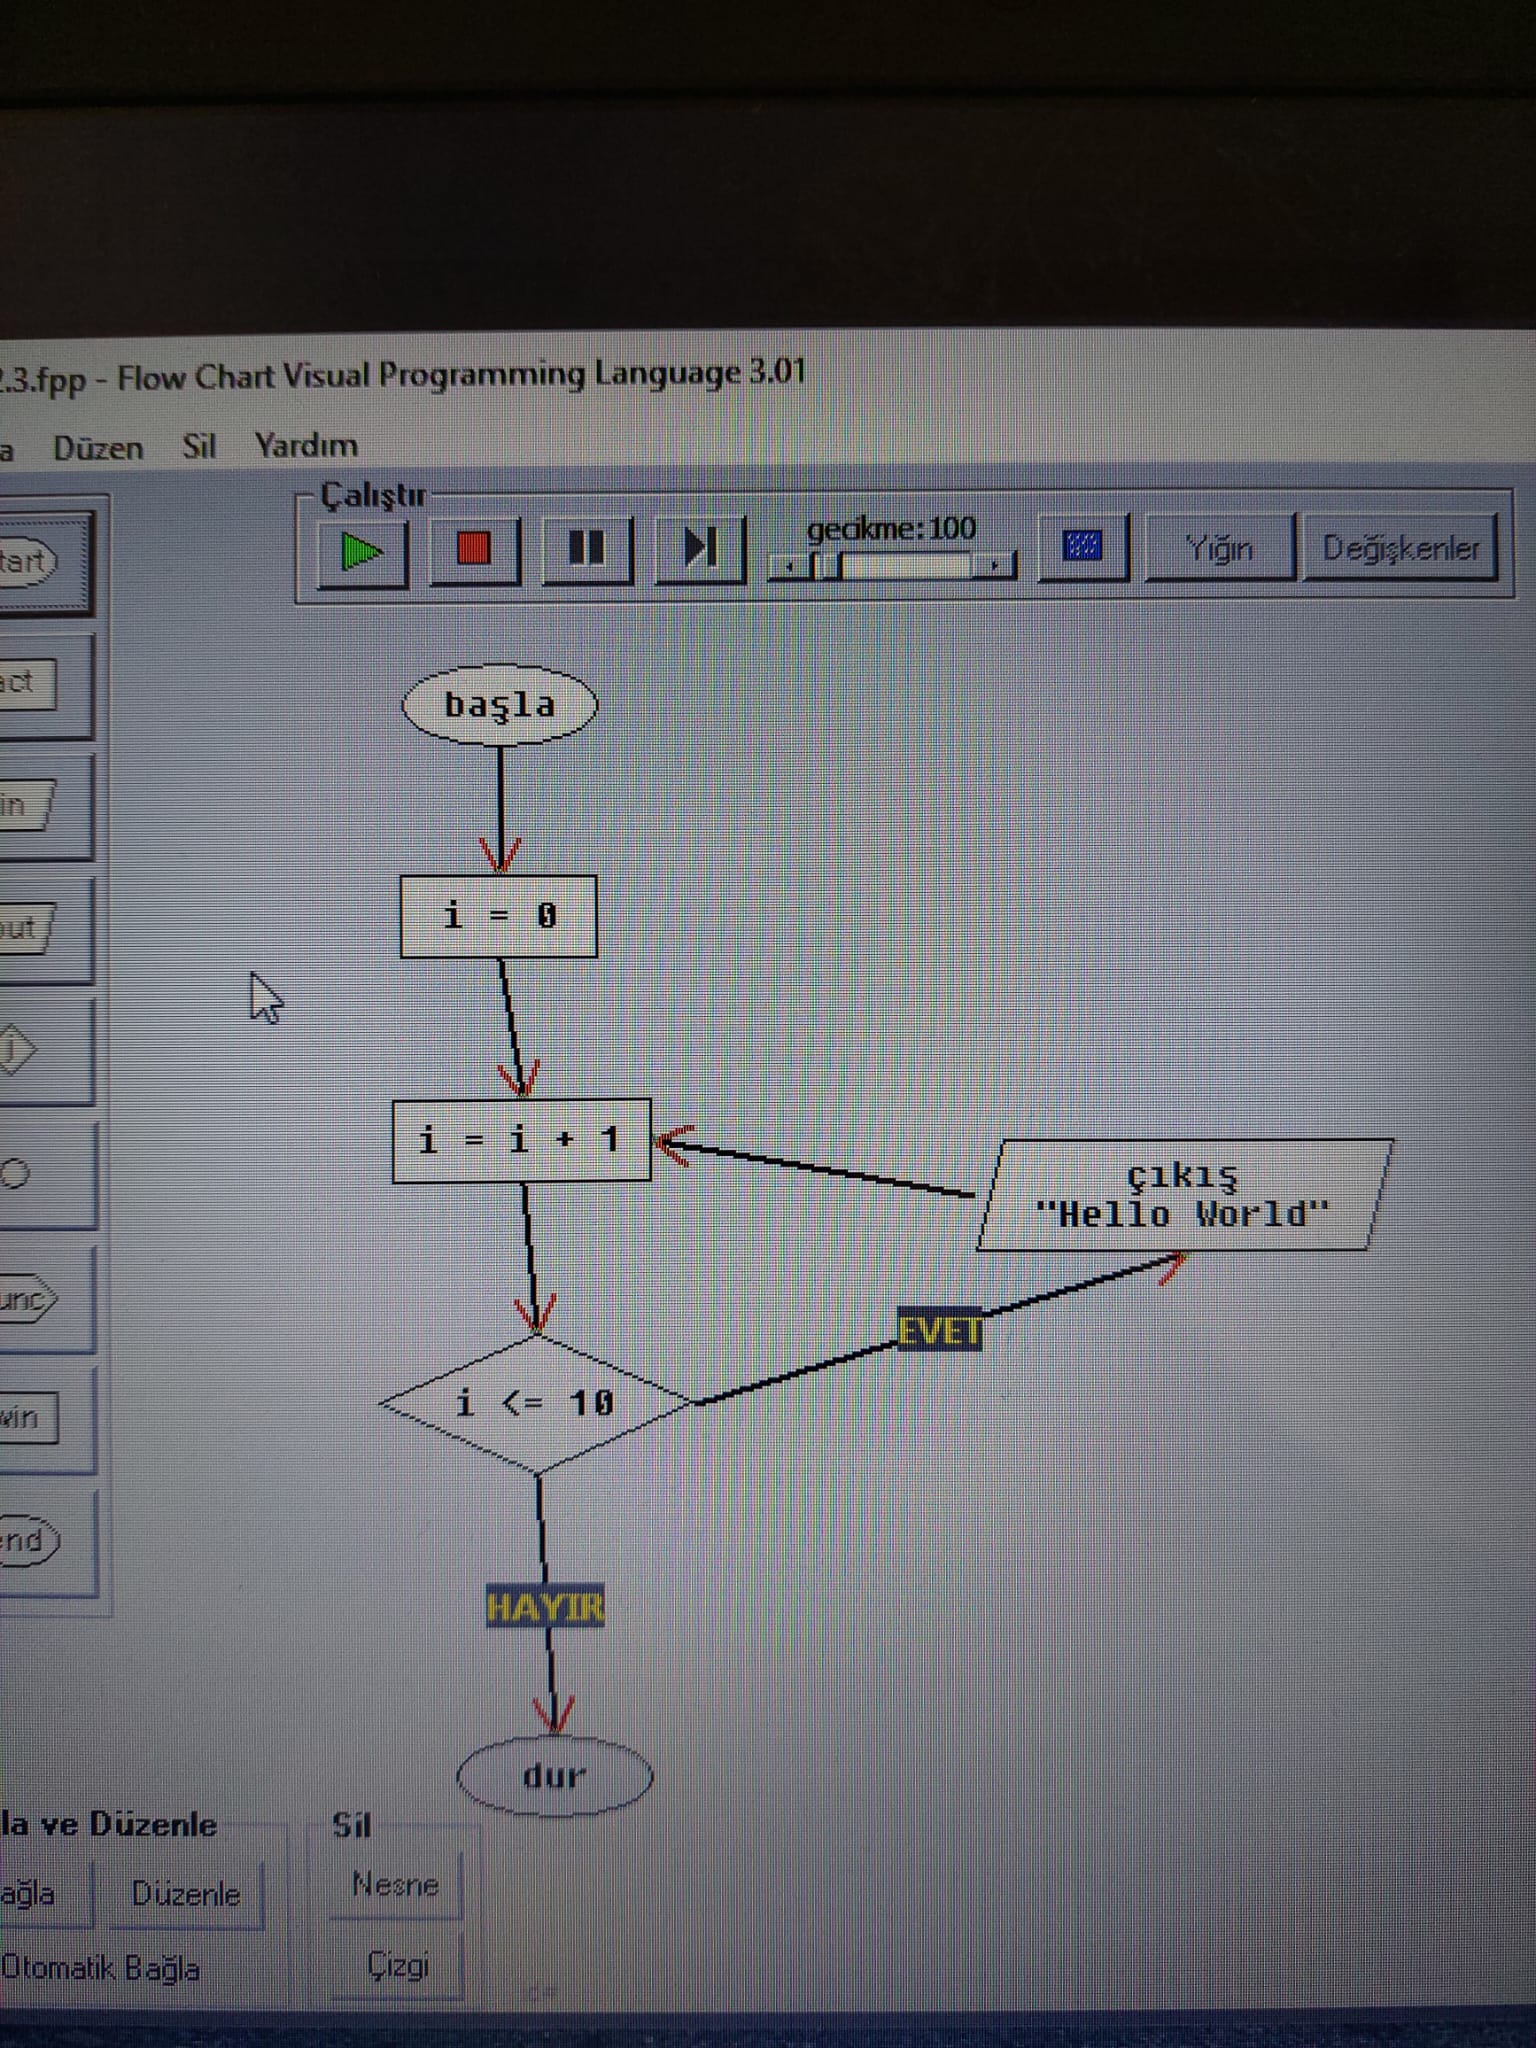 .3.fpp - Flow Chart Visual Programming Language 3.01
a Düzen Sil Yardım
Çalıştır
gecikme:100
Yığın
Değişkenler
tart
act
in
out
unc
win
end
başla
i = 0
i = i + 1
çıkış
"Hello World"
EVET
i <= 10
HAYIR
dur
la ve Düzenle
Sil
ağla
Düzenle
Nesne
Otomatik Bağla
Çizgi